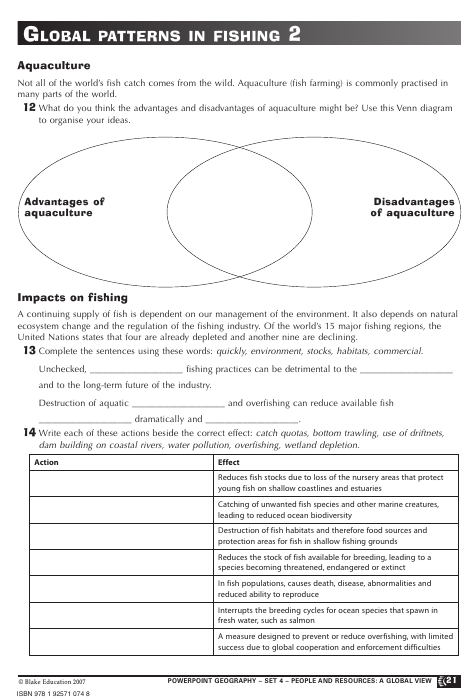 GLOBAL PATTERNS IN FISHING 2
Aquaculture
Not all of the world's fish catch comes from the wild. Aquaculture (fish farming) is commonly practised in
many parts of the world.
12 What do you think the advantages and disadvantages of aquaculture might be? Use this Venn diagram
to organise your ideas.
Advantages of
aquaculture
Disadvantages
of aquaculture
Impacts on fishing
A continuing supply of fish is dependent on our management of the environment. It also depends on natural
ecosystem change and the regulation of the fishing industry. Of the world's 15 major fishing regions, the
United Nations states that four are already depleted and another nine are declining.
13 Complete the sentences using these words: quickly, environment, stocks, habitats, commercial.
Unchecked, ____________________ fishing practices can be detrimental to the ____________________
and to the long-term future of the industry.
Destruction of aquatic ____________________ and overfishing can reduce available fish
____________________ dramatically and ____________________.
14 Write each of these actions beside the correct effect: catch quotas, bottom trawling, use of driftnets,
dam building on coastal rivers, water pollution, overfishing, wetland depletion.
Action Effect
Reduces fish stocks due to loss of the nursery areas that protect
young fish on shallow coastlines and estuaries
Catching of unwanted fish species and other marine creatures,
leading to reduced ocean biodiversity
Destruction of fish habitats and therefore food sources and
protection areas for fish in shallow fishing grounds
Reduces the stock of fish available for breeding, leading to a
species becoming threatened, endangered or extinct
In fish populations, causes death, disease, abnormalities and
reduced ability to reproduce
Interrupts the breeding cycles for ocean species that spawn in
fresh water, such as salmon
A measure designed to prevent or reduce overfishing, with limited
success due to global cooperation and enforcement difficulties
© Blake Education 2007 POWERPOINT GEOGRAPHY – SET 4 – PEOPLE AND RESOURCES: A GLOBAL VIEW 21
ISBN 978 1 92571 074 8